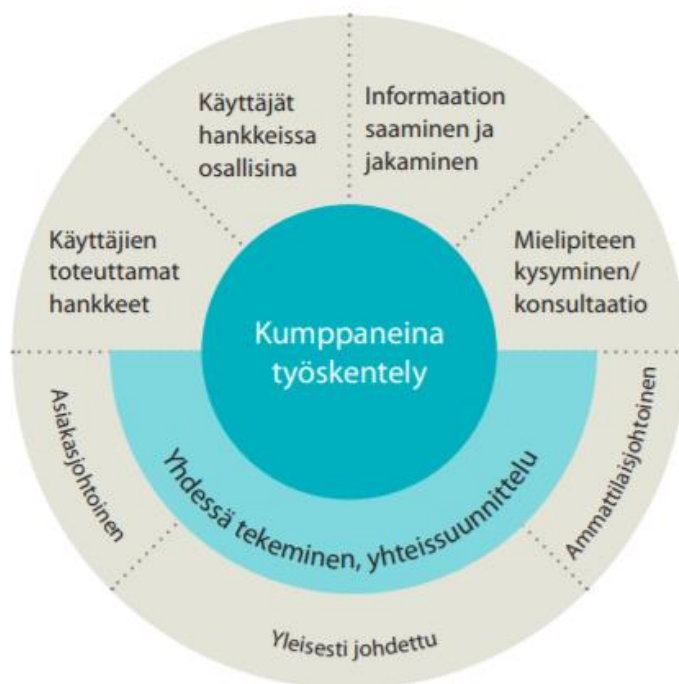 Käyttäjät
hankkeissa
osallisina
Informaation
saaminen ja
jakaminen
Käyttäjien
toteuttamat
hankkeet
Mielipiteen
kysyminen/
konsultaatio
Kumppaneina
työskentely
Asiakasjohtoinen
Yhdessä tekeminen, yhteissuunnittelu
Ammattilaisjohtoinen
Yleisesti johdettu